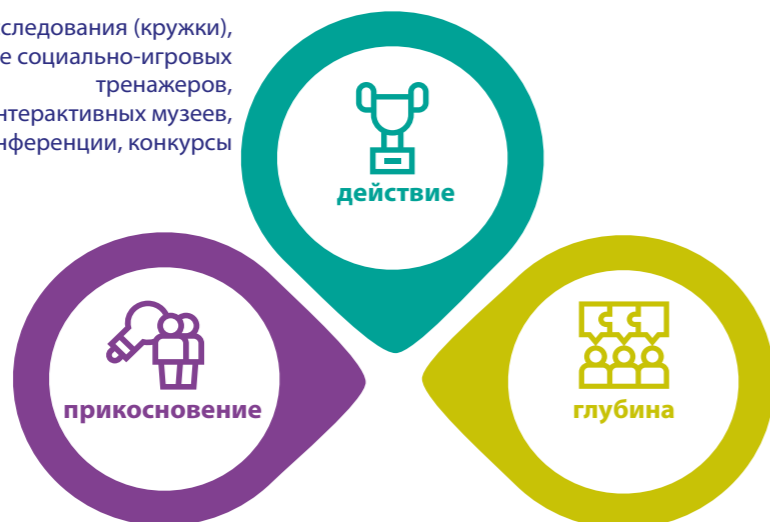 следования (кружки),
е социально-игровых
тренажеров,
нтерактивных музеев,
нференции, конкурсы
действие
прикосновение
глубина